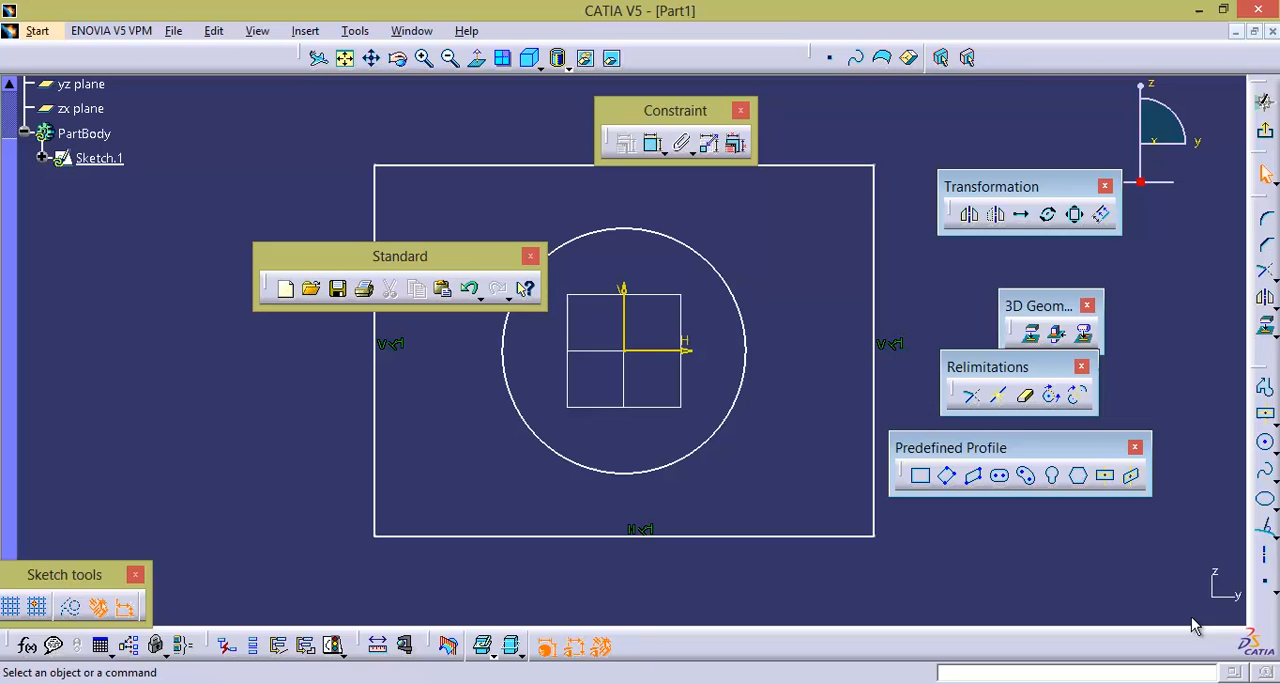 CATIA V5 - [Part1]
Start ENOVIA V5 VPM File Edit View Insert Tools Window Help
yz plane
zx plane
PartBody
Sketch.1
Constraint
z
x
y
Transformation
Standard
3D Geom...
V
H
V
V
Relimitations
Predefined Profile
H
Sketch tools
z
y
f(x)
CATIA
Select an object or a command